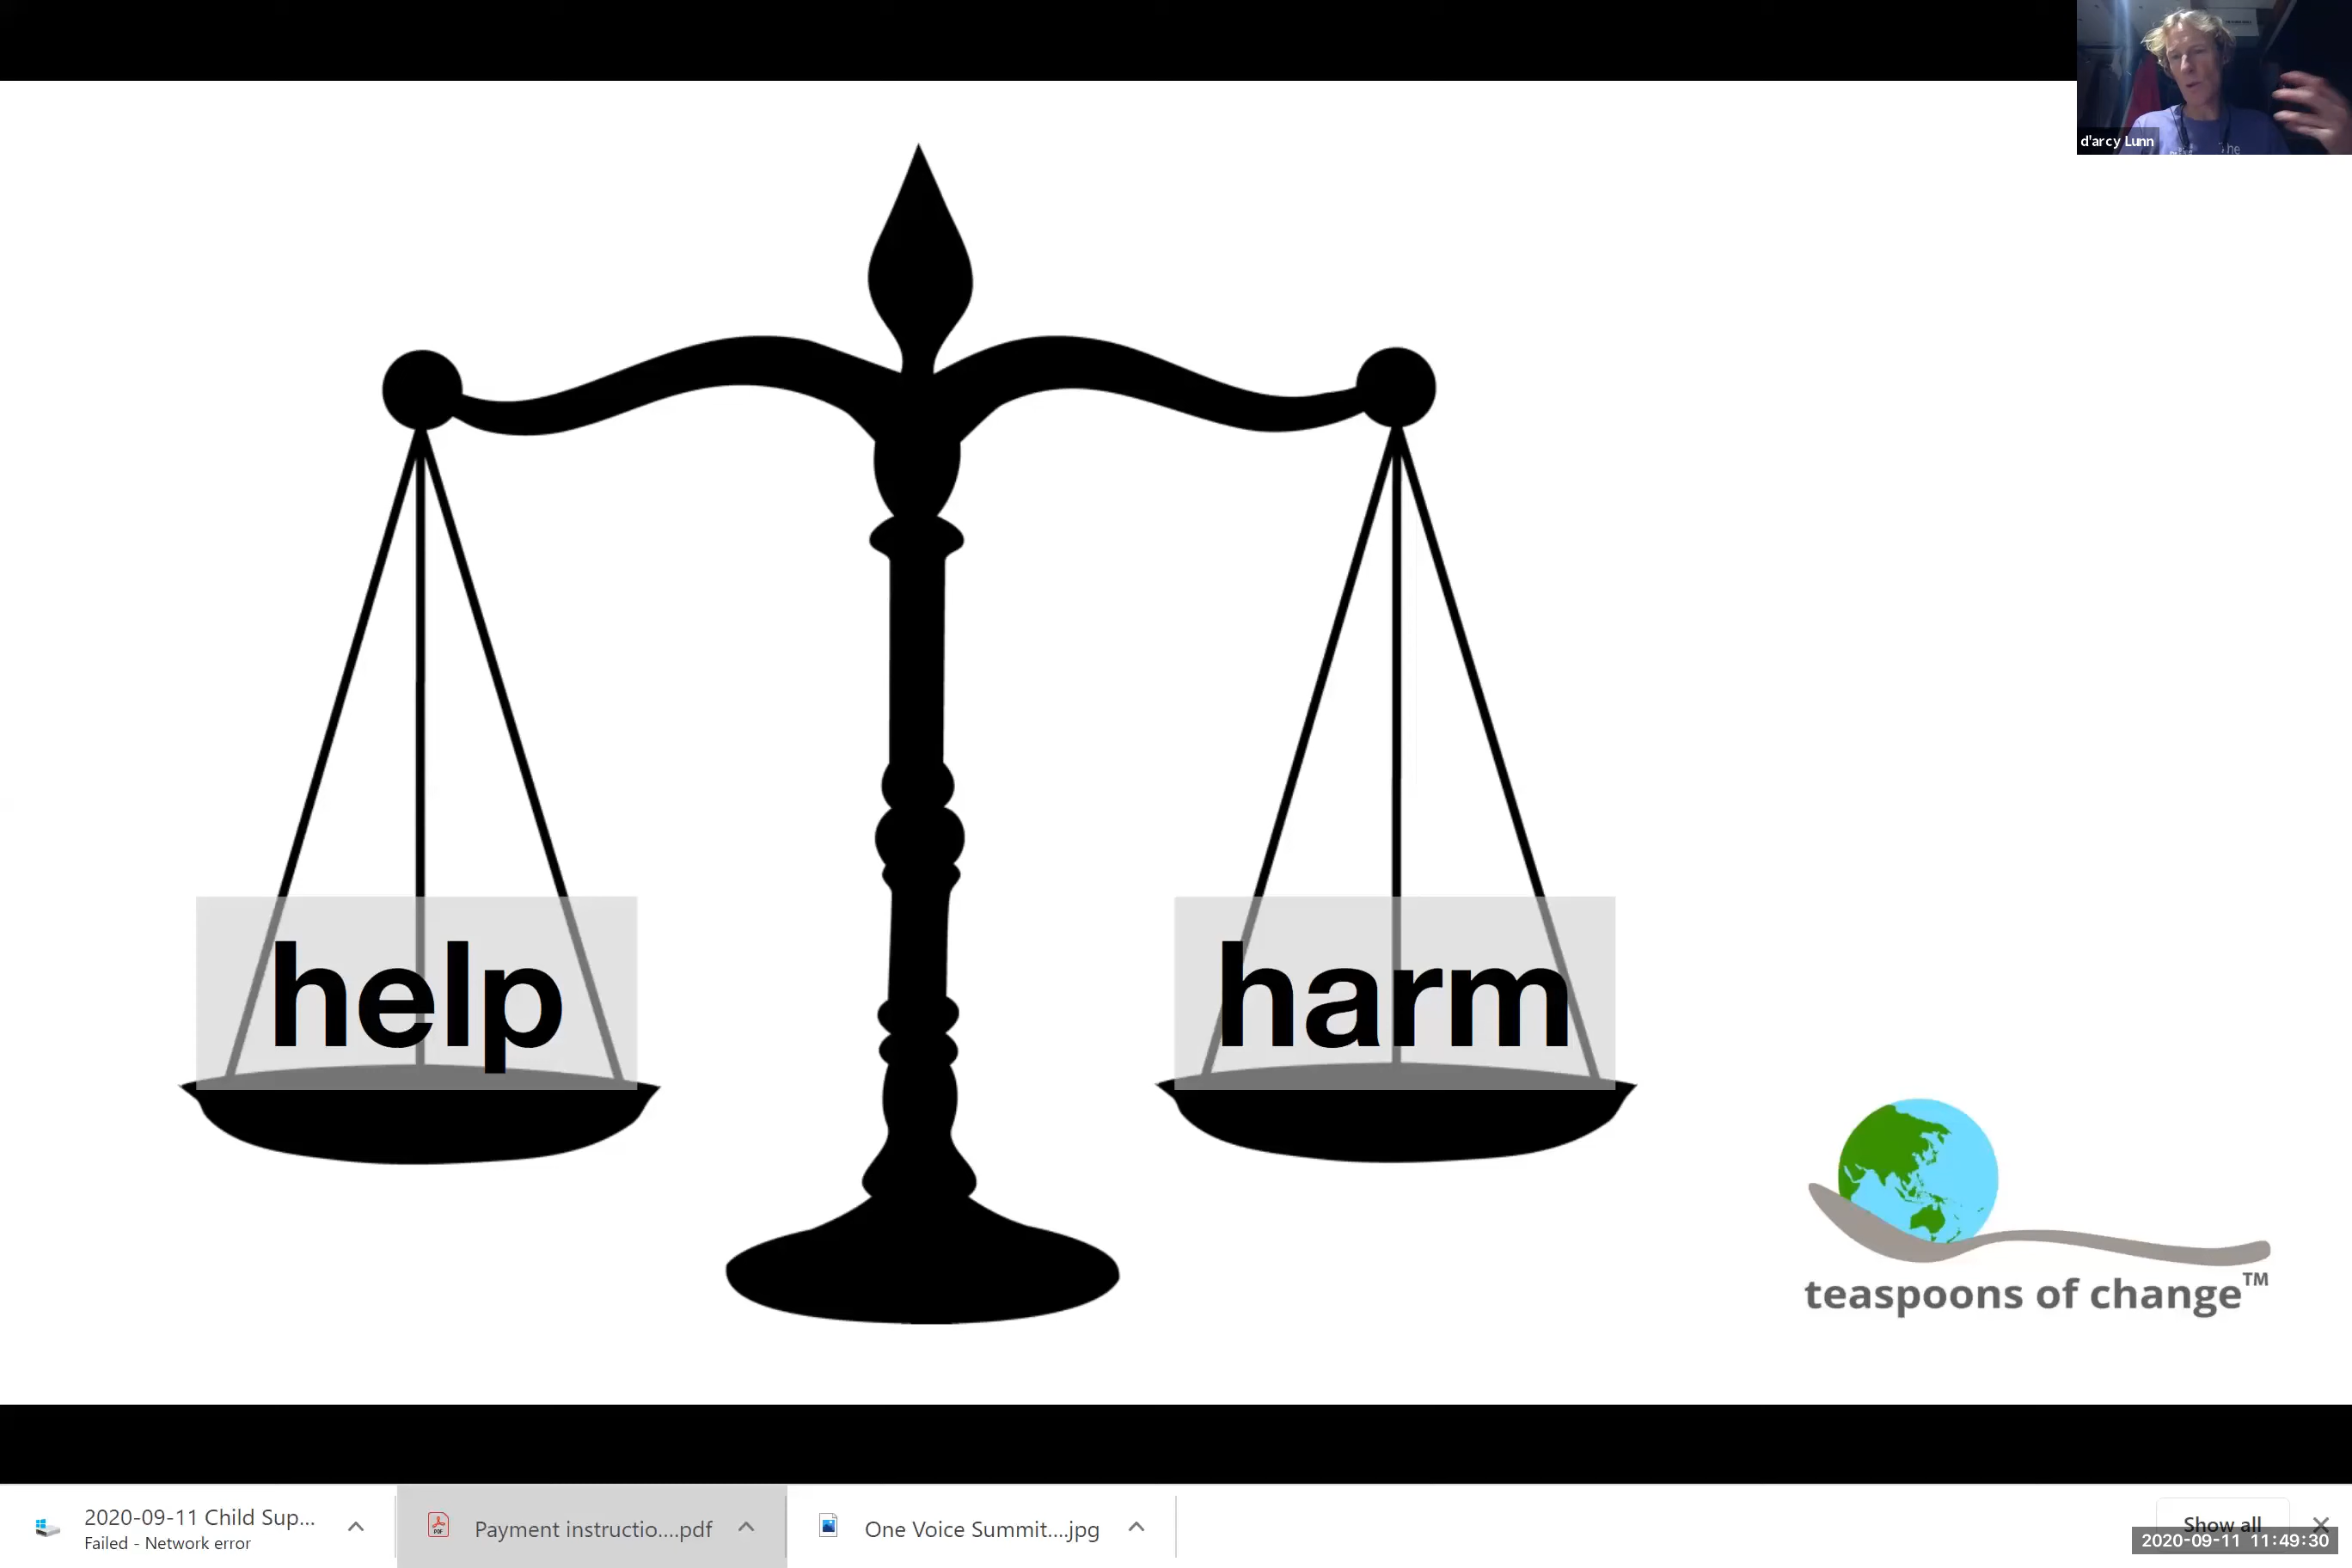 d'arcy Lunn
help
harm
teaspoons of change™
2020-09-11 Child Sup...
Failed - Network error
Payment instructio....pdf
One Voice Summit....jpg
Show all
2020-09-11 11:49:30